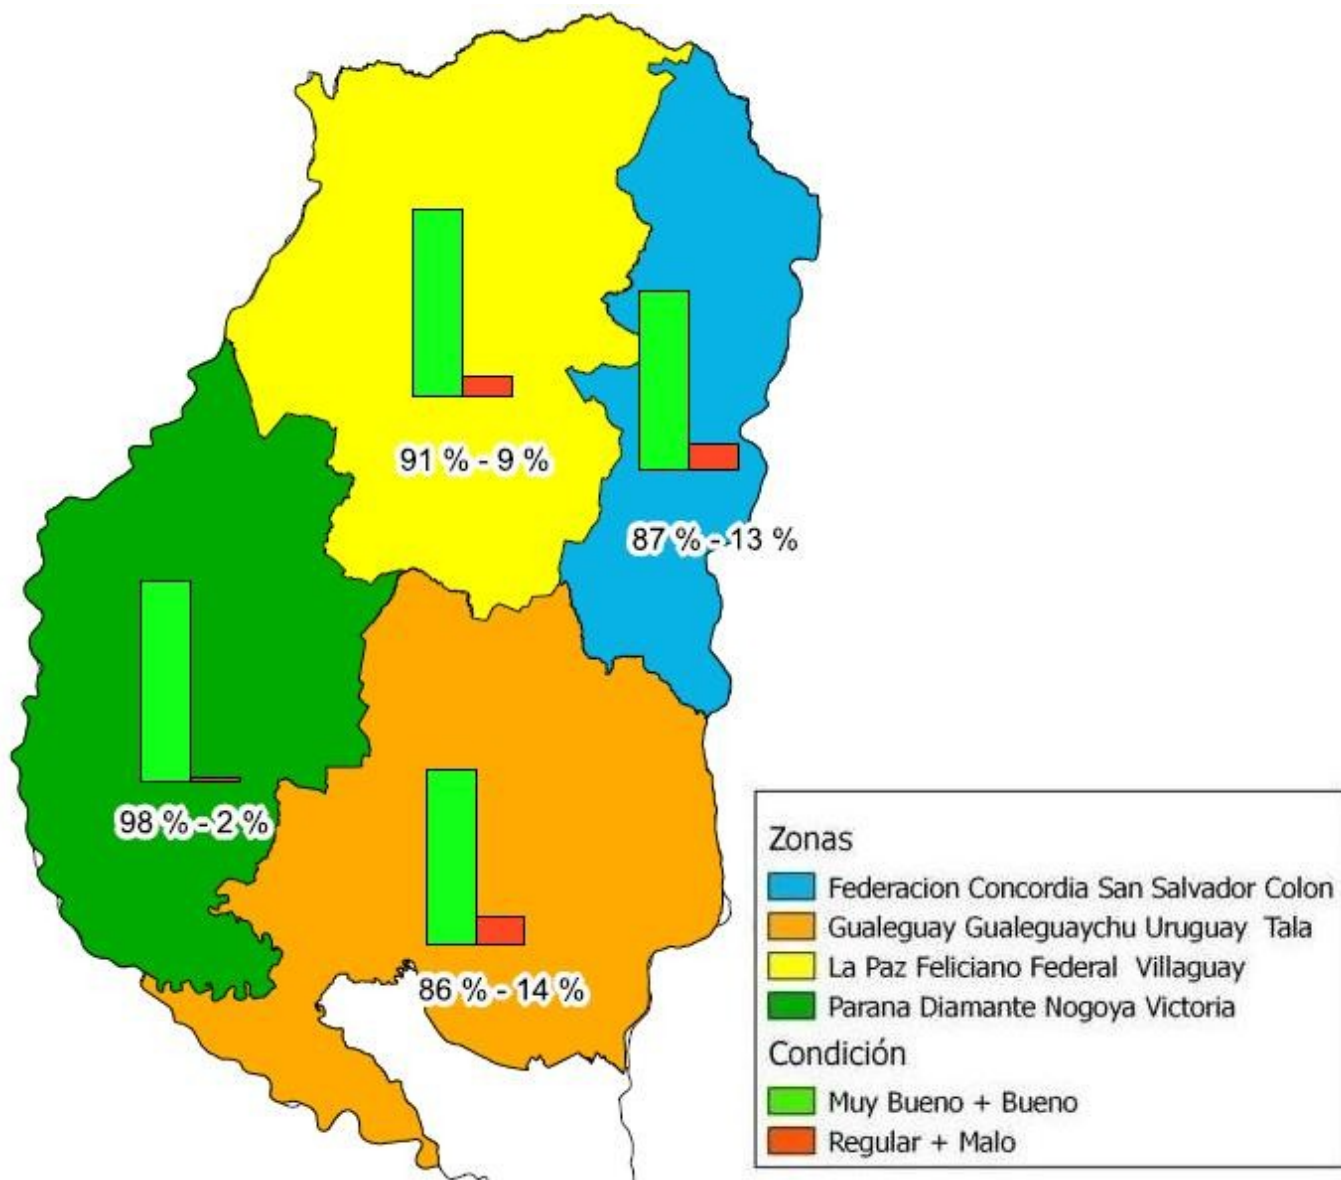 91 % - 9 %
87 % - 13 %
98 % - 2 %
86 % - 14 %
Zonas
Federacion Concordia San Salvador Colon
Gualeguay Gualeguaychu Uruguay Tala
La Paz Feliciano Federal Villaguay
Parana Diamante Nogoya Victoria
Condición
Muy Bueno + Bueno
Regular + Malo